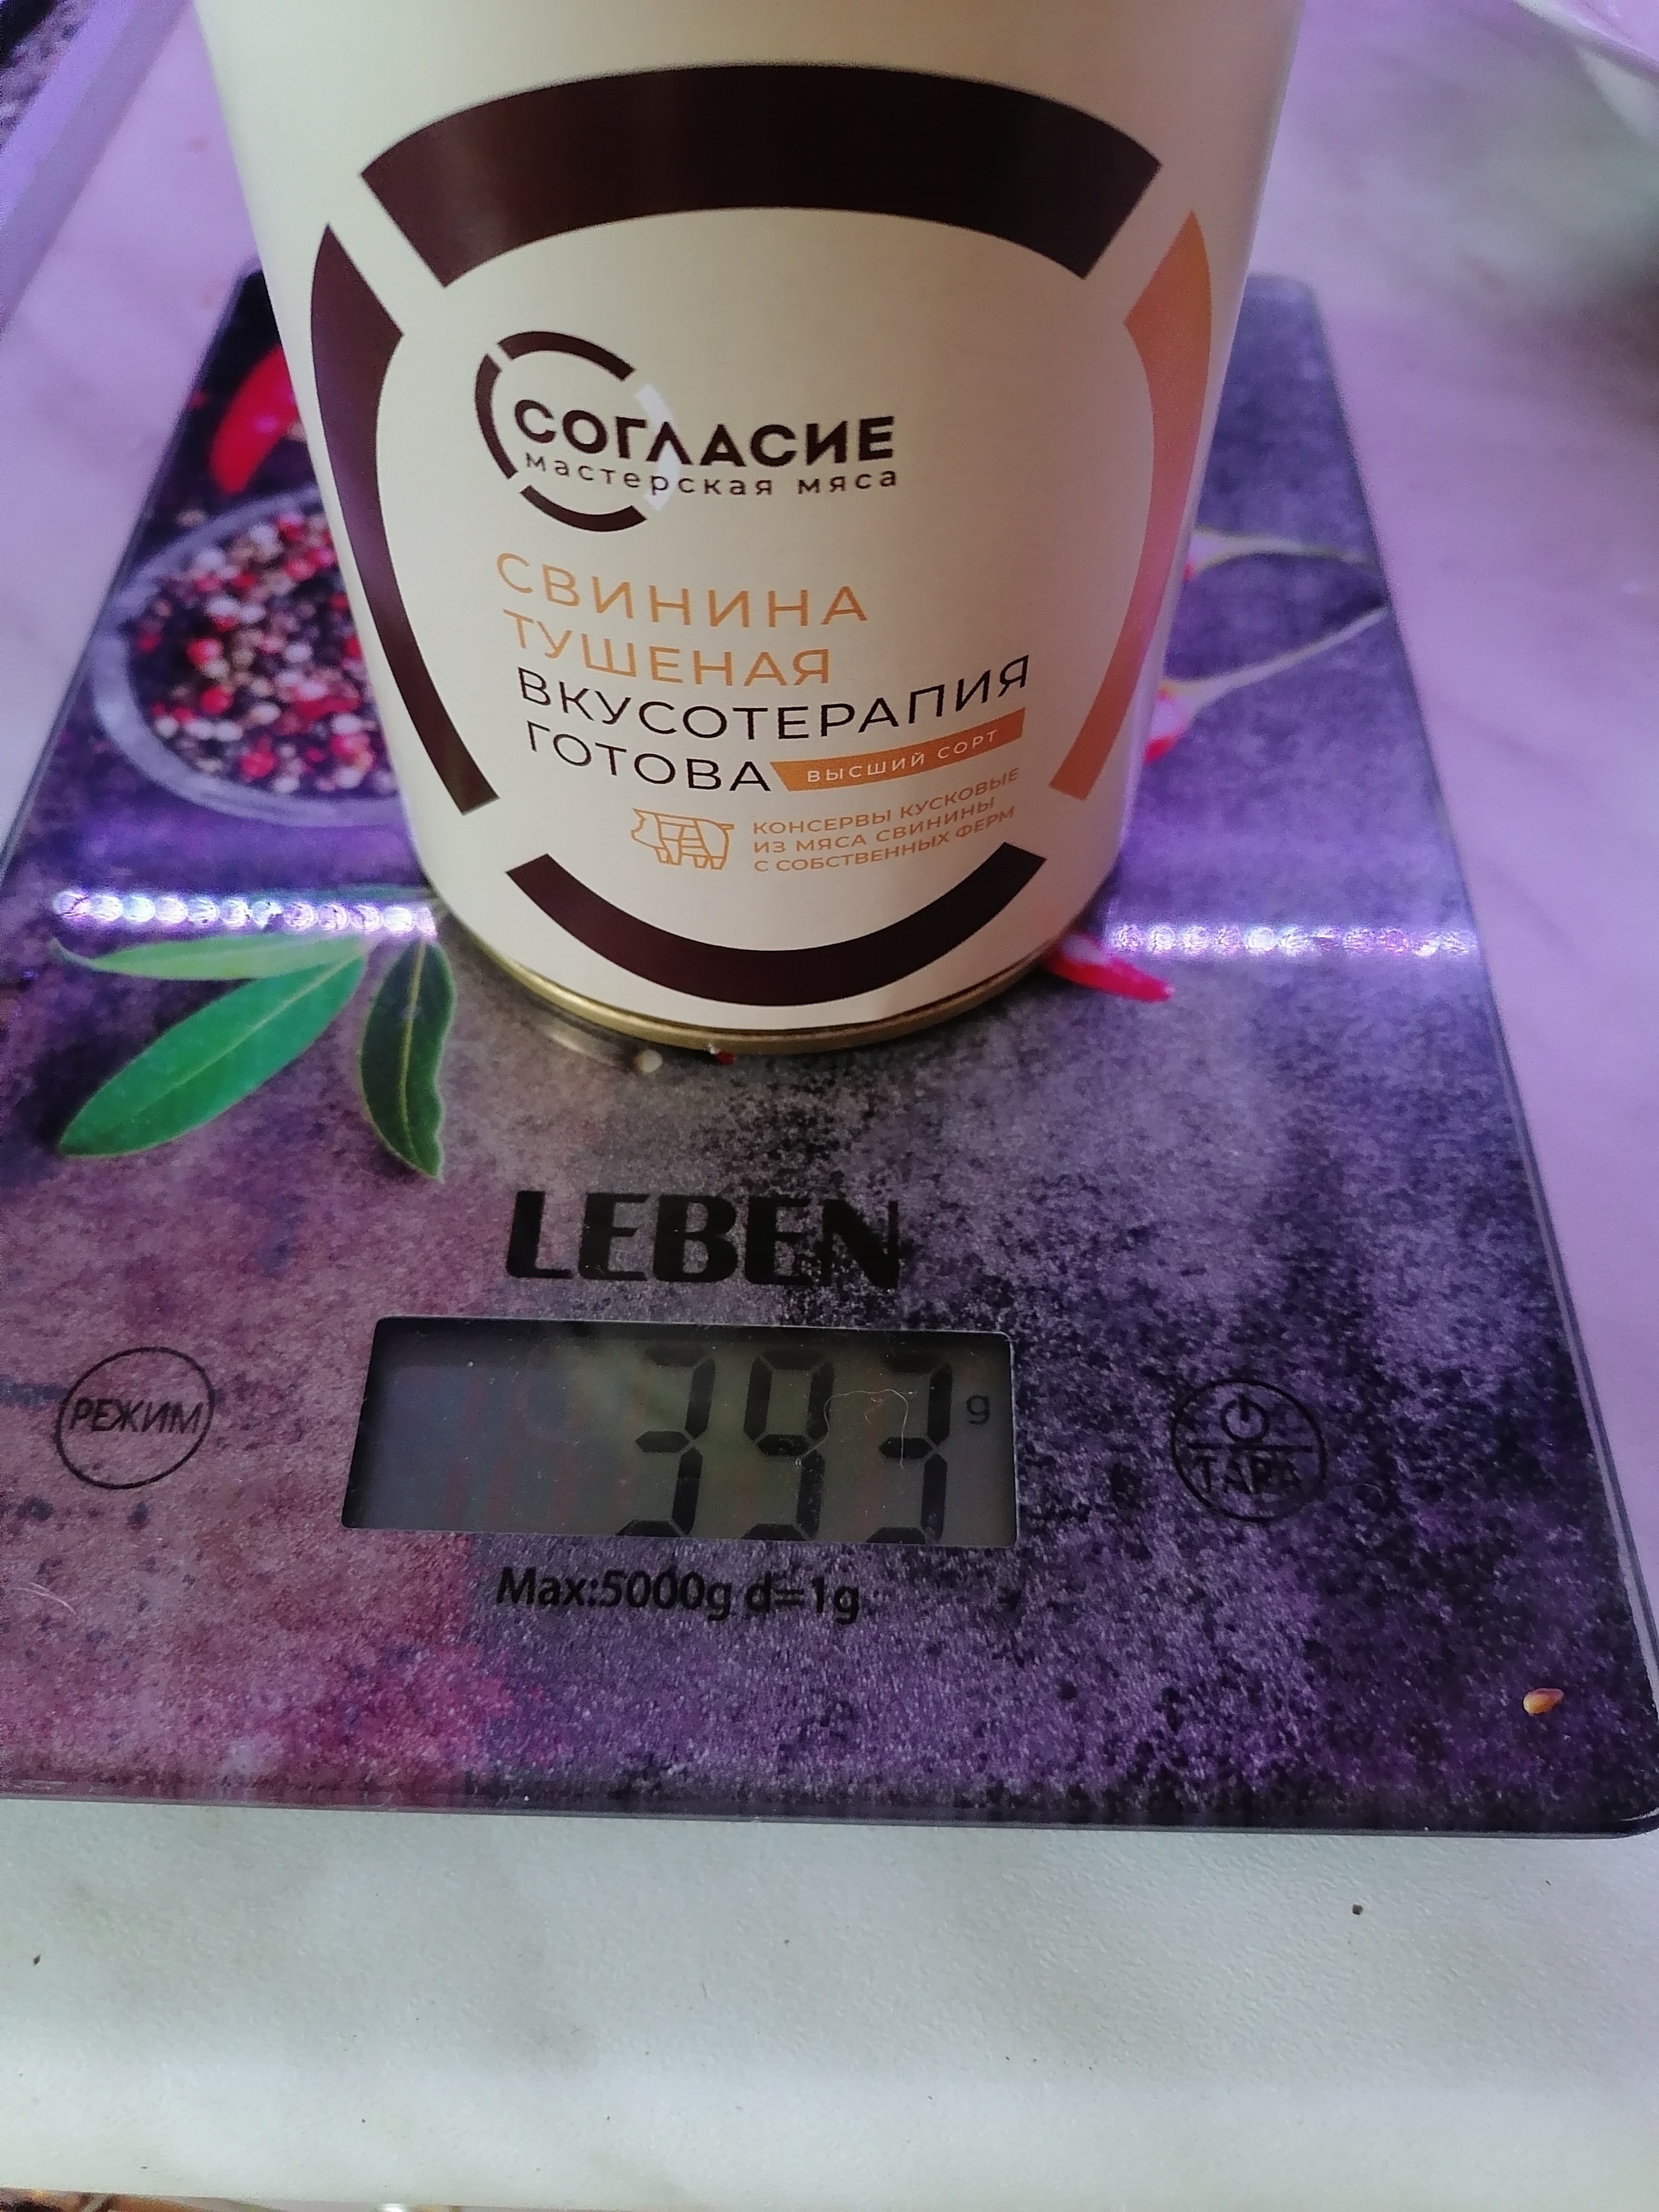 СОГЛАСИЕ
мастерская мяса
СВИНИНА
ТУШЕНАЯ
ВКУСОТЕРАПИЯ
ГОТОВА
ВЫСШИЙ СОРТ
КОНСЕРВЫ КУСКОВЫЕ
ИЗ МЯСА СВИНИНЫ
С СОБСТВЕННЫХ ФЕРМ
LEBEN
393 g
РЕЖИМ
ТАРА
Max:5000g d=1g